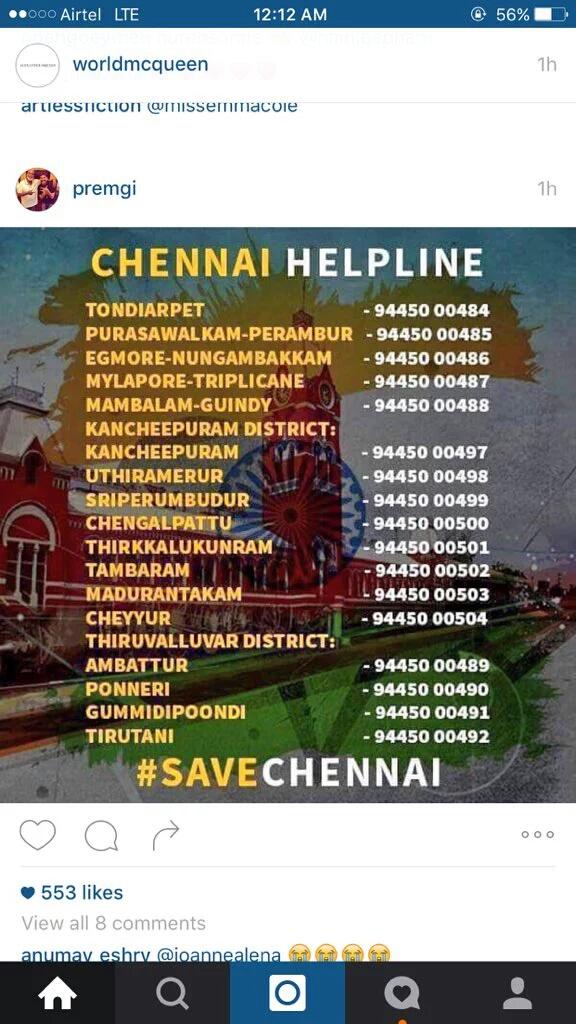 Airtel LTE 12:12 AM 56%
worldmcqueen 1h
artlessfiction @missemmacole
premgi 1h
CHENNAI HELPLINE
TONDIARPET - 94450 00484
PURASAWALKAM-PERAMBUR - 94450 00485
EGMORE-NUNGAMBAKKAM - 94450 00486
MYLAPORE-TRIPLICANE - 94450 00487
MAMBALAM-GUINDY - 94450 00488
KANCHEEPURAM DISTRICT:
KANCHEEPURAM - 94450 00497
UTHIRAMERUR - 94450 00498
SRIPERUMBUDUR - 94450 00499
CHENGALPATTU - 94450 00500
THIRKKALUKUNRAM - 94450 00501
TAMBARAM - 94450 00502
MADURANTAKAM - 94450 00503
CHEYYUR - 94450 00504
THIRUVALLUVAR DISTRICT:
AMBATTUR - 94450 00489
PONNERI - 94450 00490
GUMMIDIPOONDI - 94450 00491
TIRUTANI - 94450 00492
#SAVECHENNAI
553 likes
View all 8 comments
anumay_eshry @joannealena 😭😭😭😭